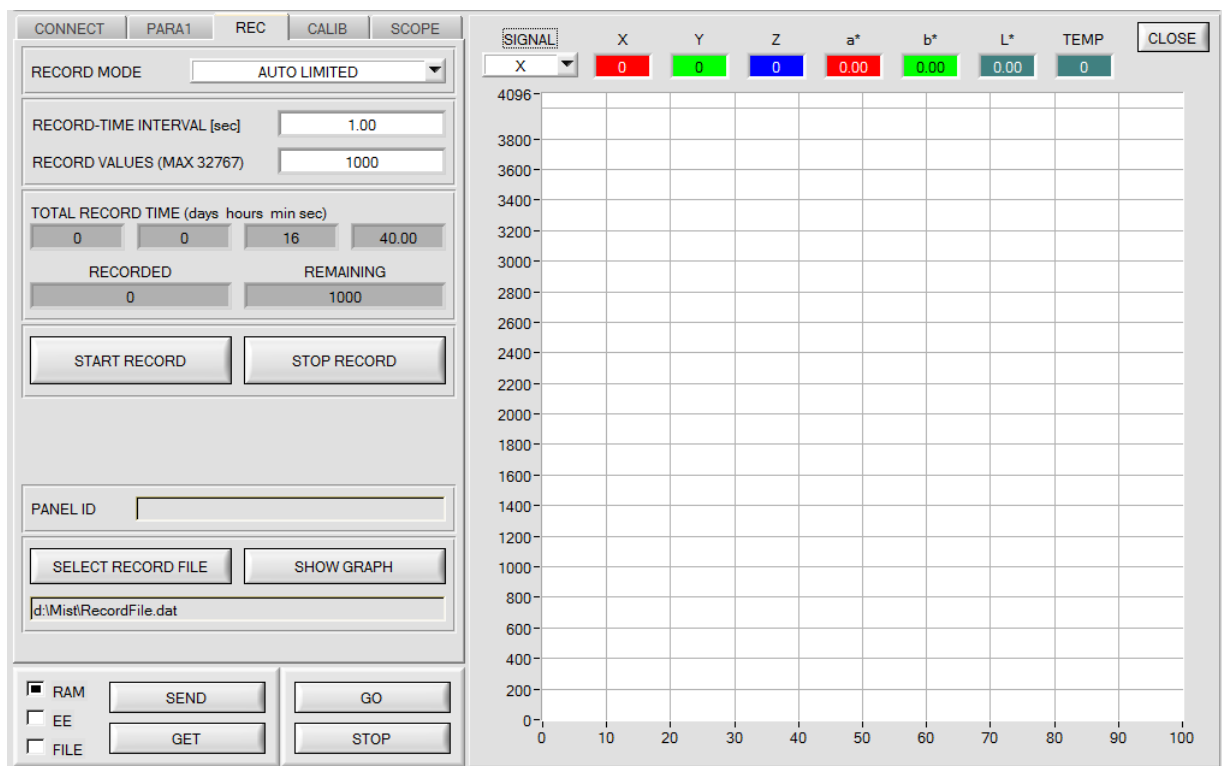 CONNECT PARA1 REC CALIB SCOPE
RECORD MODE AUTO LIMITED
RECORD-TIME INTERVAL [sec] 1.00
RECORD VALUES (MAX 32767) 1000
TOTAL RECORD TIME (days hours min sec)
0 0 16 40.00
RECORDED REMAINING
0 1000
START RECORD STOP RECORD
PANEL ID
SELECT RECORD FILE SHOW GRAPH
d:\Mist\RecordFile.dat
RAM SEND GO
EE
FILE GET STOP
SIGNAL X Y Z a* b* L* TEMP CLOSE
X 0 0 0 0.00 0.00 0.00 0
4096
3800
3600
3400
3200
3000
2800
2600
2400
2200
2000
1800
1600
1400
1200
1000
800
600
400
200
0
0 10 20 30 40 50 60 70 80 90 100